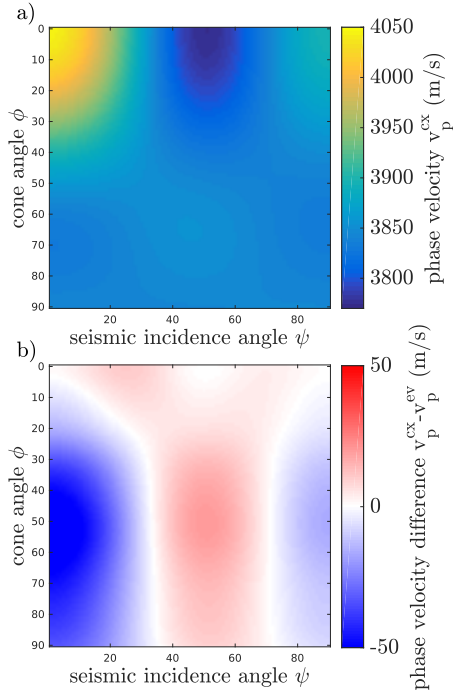 a)
0
10
20
30
40
50
60
70
80
90
cone angle ϕ
20 40 60 80
seismic incidence angle ψ
4050
4000
3950
3900
3850
3800
phase velocity v_p^cx (m/s)
b)
0
10
20
30
40
50
60
70
80
90
cone angle ϕ
20 40 60 80
seismic incidence angle ψ
50
0
-50
phase velocity difference v_p^cx-v_p^ev (m/s)